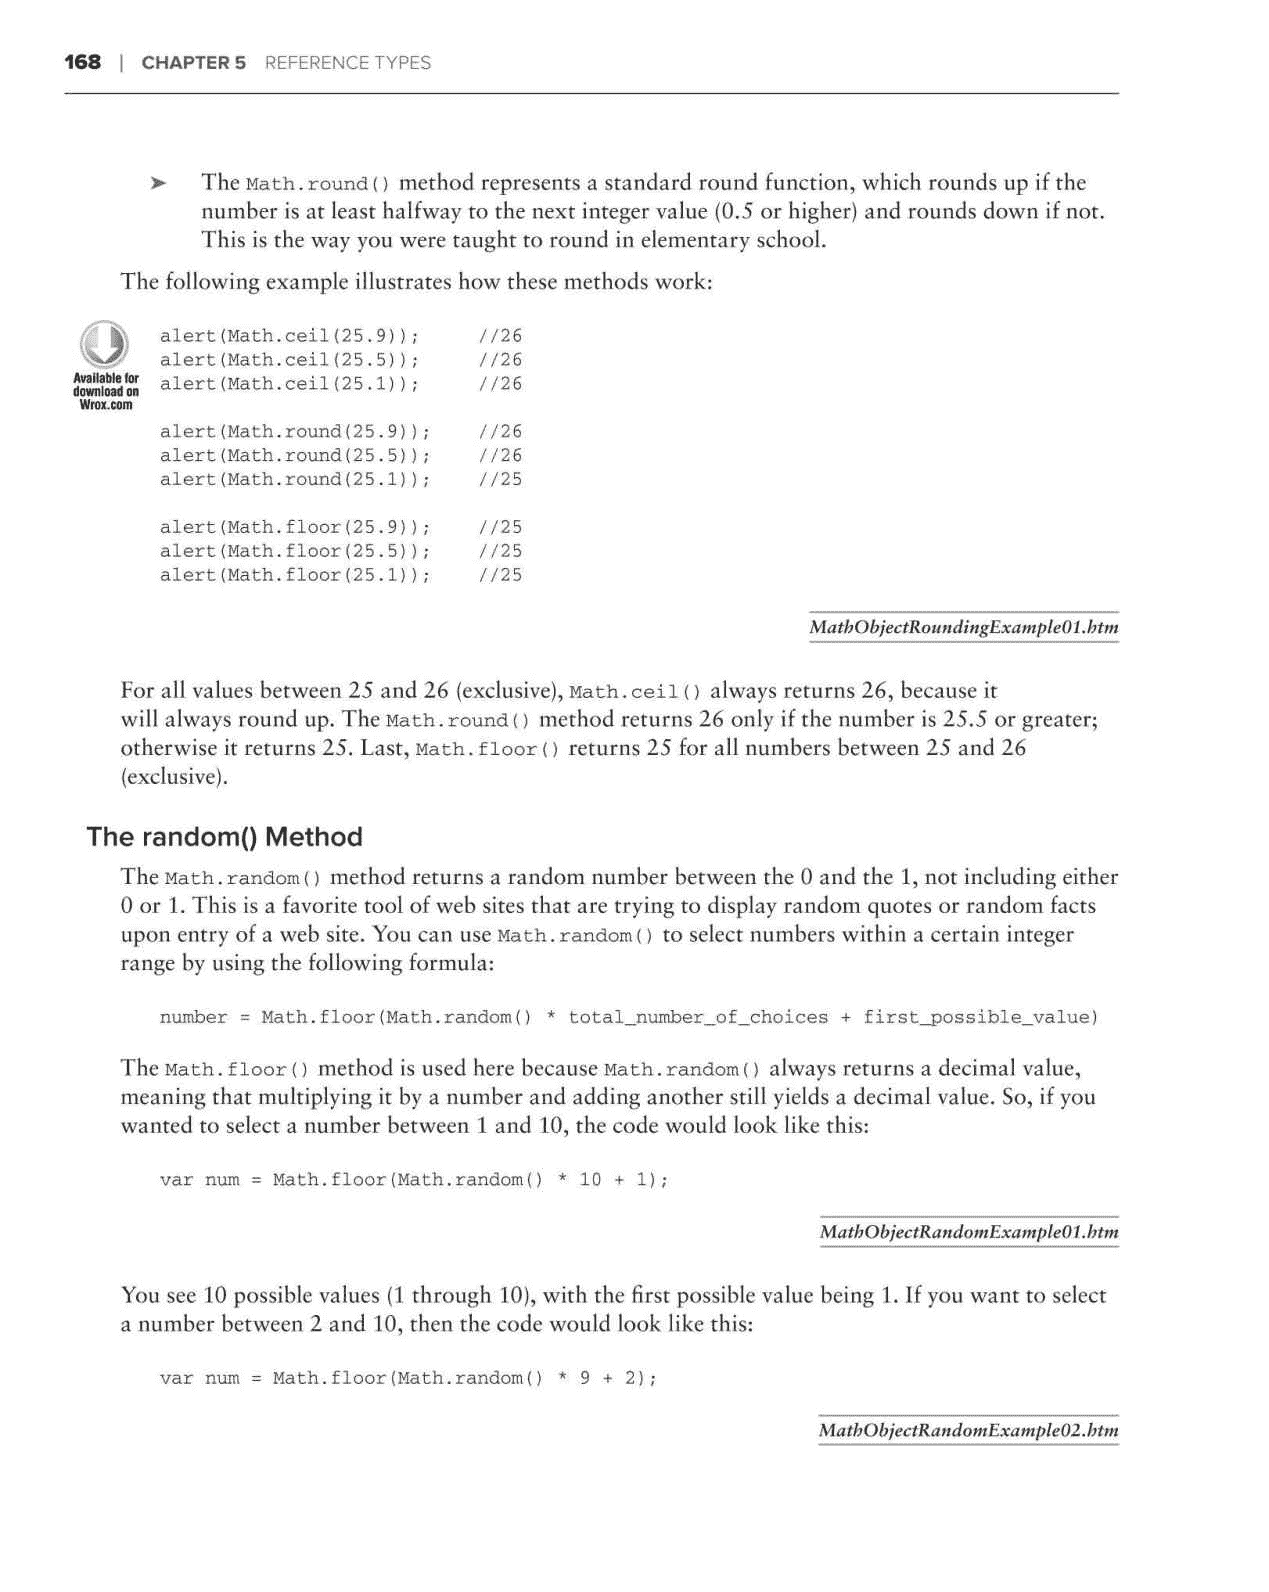 168 | CHAPTER 5 REFERENCE TYPES
➤ The Math.round() method represents a standard round function, which rounds up if the
number is at least halfway to the next integer value (0.5 or higher) and rounds down if not.
This is the way you were taught to round in elementary school.
The following example illustrates how these methods work:
Available for
download on
Wrox.com
alert(Math.ceil(25.9)); //26
alert(Math.ceil(25.5)); //26
alert(Math.ceil(25.1)); //26
alert(Math.round(25.9)); //26
alert(Math.round(25.5)); //26
alert(Math.round(25.1)); //25
alert(Math.floor(25.9)); //25
alert(Math.floor(25.5)); //25
alert(Math.floor(25.1)); //25
MathObjectRoundingExample01.htm
For all values between 25 and 26 (exclusive), Math.ceil() always returns 26, because it
will always round up. The Math.round() method returns 26 only if the number is 25.5 or greater;
otherwise it returns 25. Last, Math.floor() returns 25 for all numbers between 25 and 26
(exclusive).
The random() Method
The Math.random() method returns a random number between the 0 and the 1, not including either
0 or 1. This is a favorite tool of web sites that are trying to display random quotes or random facts
upon entry of a web site. You can use Math.random() to select numbers within a certain integer
range by using the following formula:
number = Math.floor(Math.random() * total_number_of_choices + first_possible_value)
The Math.floor() method is used here because Math.random() always returns a decimal value,
meaning that multiplying it by a number and adding another still yields a decimal value. So, if you
wanted to select a number between 1 and 10, the code would look like this:
var num = Math.floor(Math.random() * 10 + 1);
MathObjectRandomExample01.htm
You see 10 possible values (1 through 10), with the first possible value being 1. If you want to select
a number between 2 and 10, then the code would look like this:
var num = Math.floor(Math.random() * 9 + 2);
MathObjectRandomExample02.htm